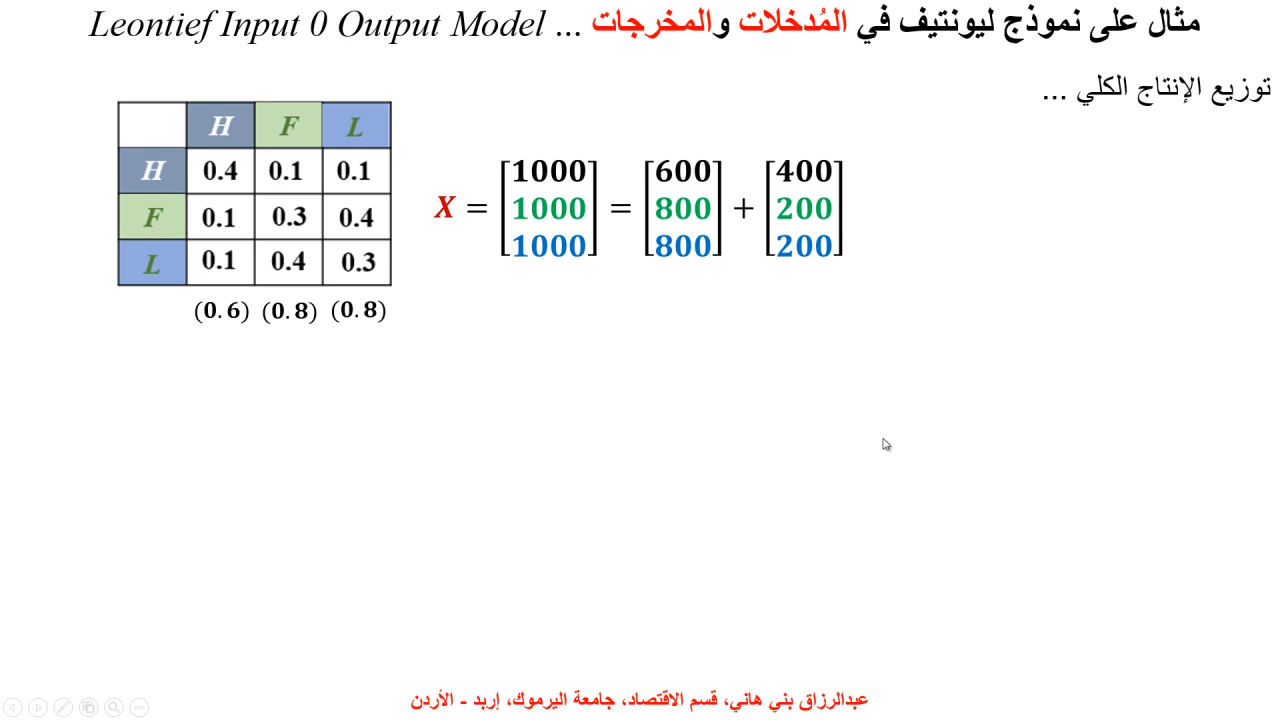 مثال على نموذج ليونتيف في المُدخلات والمخرجات ... Leontief Input 0 Output Model
توزيع الإنتاج الكلي ...
H F L
H 0.4 0.1 0.1
F 0.1 0.3 0.4
L 0.1 0.4 0.3
(0.6) (0.8) (0.8)
X = [1000 1000 1000] = [600 800 800] + [400 200 200]
عبدالرزاق بني هاني، قسم الاقتصاد، جامعة اليرموك، إربد - الأردن